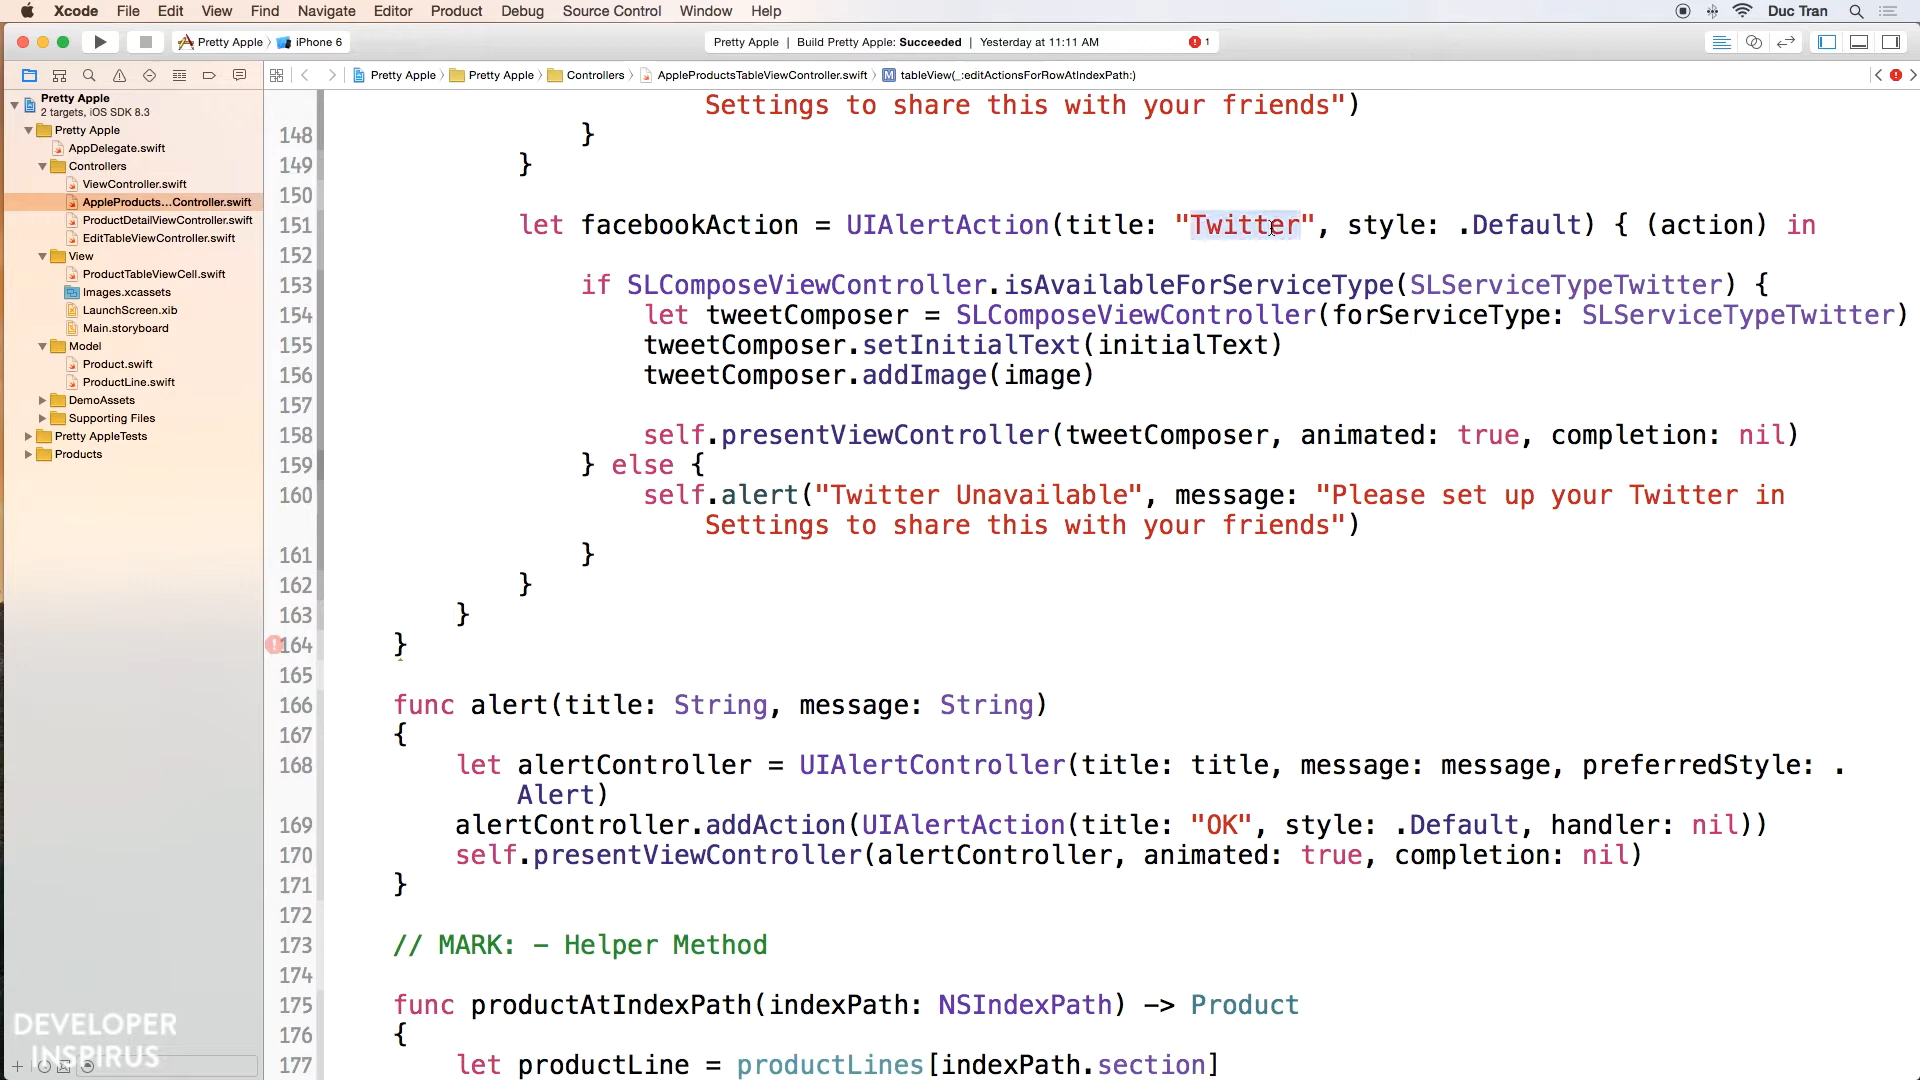 Xcode File Edit View Find Navigate Editor Product Debug Source Control Window Help Duc Tran
Pretty Apple iPhone 6 Pretty Apple | Build Pretty Apple: Succeeded | Yesterday at 11:11 AM 1
Pretty Apple Pretty Apple Controllers AppleProductsTableViewController.swift M tableView(_:editActionsForRowAtIndexPath:)
Pretty Apple
2 targets, iOS SDK 8.3
Pretty Apple
AppDelegate.swift
Controllers
ViewController.swift
AppleProducts...Controller.swift
ProductDetailViewController.swift
EditTableViewController.swift
View
ProductTableViewCell.swift
Images.xcassets
LaunchScreen.xib
Main.storyboard
Model
Product.swift
ProductLine.swift
DemoAssets
Supporting Files
Pretty AppleTests
Products
Settings to share this with your friends")
148 }
149 }
150
151 let facebookAction = UIAlertAction(title: "Twitter", style: .Default) { (action) in
152
153 if SLComposeViewController.isAvailableForServiceType(SLServiceTypeTwitter) {
154 let tweetComposer = SLComposeViewController(forServiceType: SLServiceTypeTwitter)
155 tweetComposer.setInitialText(initialText)
156 tweetComposer.addImage(image)
157
158 self.presentViewController(tweetComposer, animated: true, completion: nil)
159 } else {
160 self.alert("Twitter Unavailable", message: "Please set up your Twitter in
Settings to share this with your friends")
161 }
162 }
163 }
164 }
165
166 func alert(title: String, message: String)
167 {
168 let alertController = UIAlertController(title: title, message: message, preferredStyle: .
Alert)
169 alertController.addAction(UIAlertAction(title: "OK", style: .Default, handler: nil))
170 self.presentViewController(alertController, animated: true, completion: nil)
171 }
172
173 // MARK: - Helper Method
174
175 func productAtIndexPath(indexPath: NSIndexPath) -> Product
176 {
177 let productLine = productLines[indexPath.section]
DEVELOPER
INSPIRUS